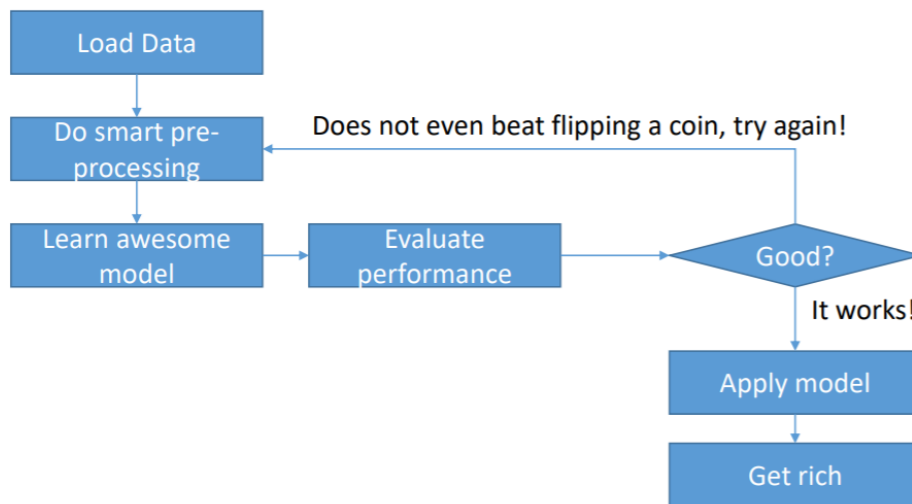 Load Data
Do smart pre-
processing
Does not even beat flipping a coin, try again!
Learn awesome
model
Evaluate
performance
Good?
It works!
Apply model
Get rich